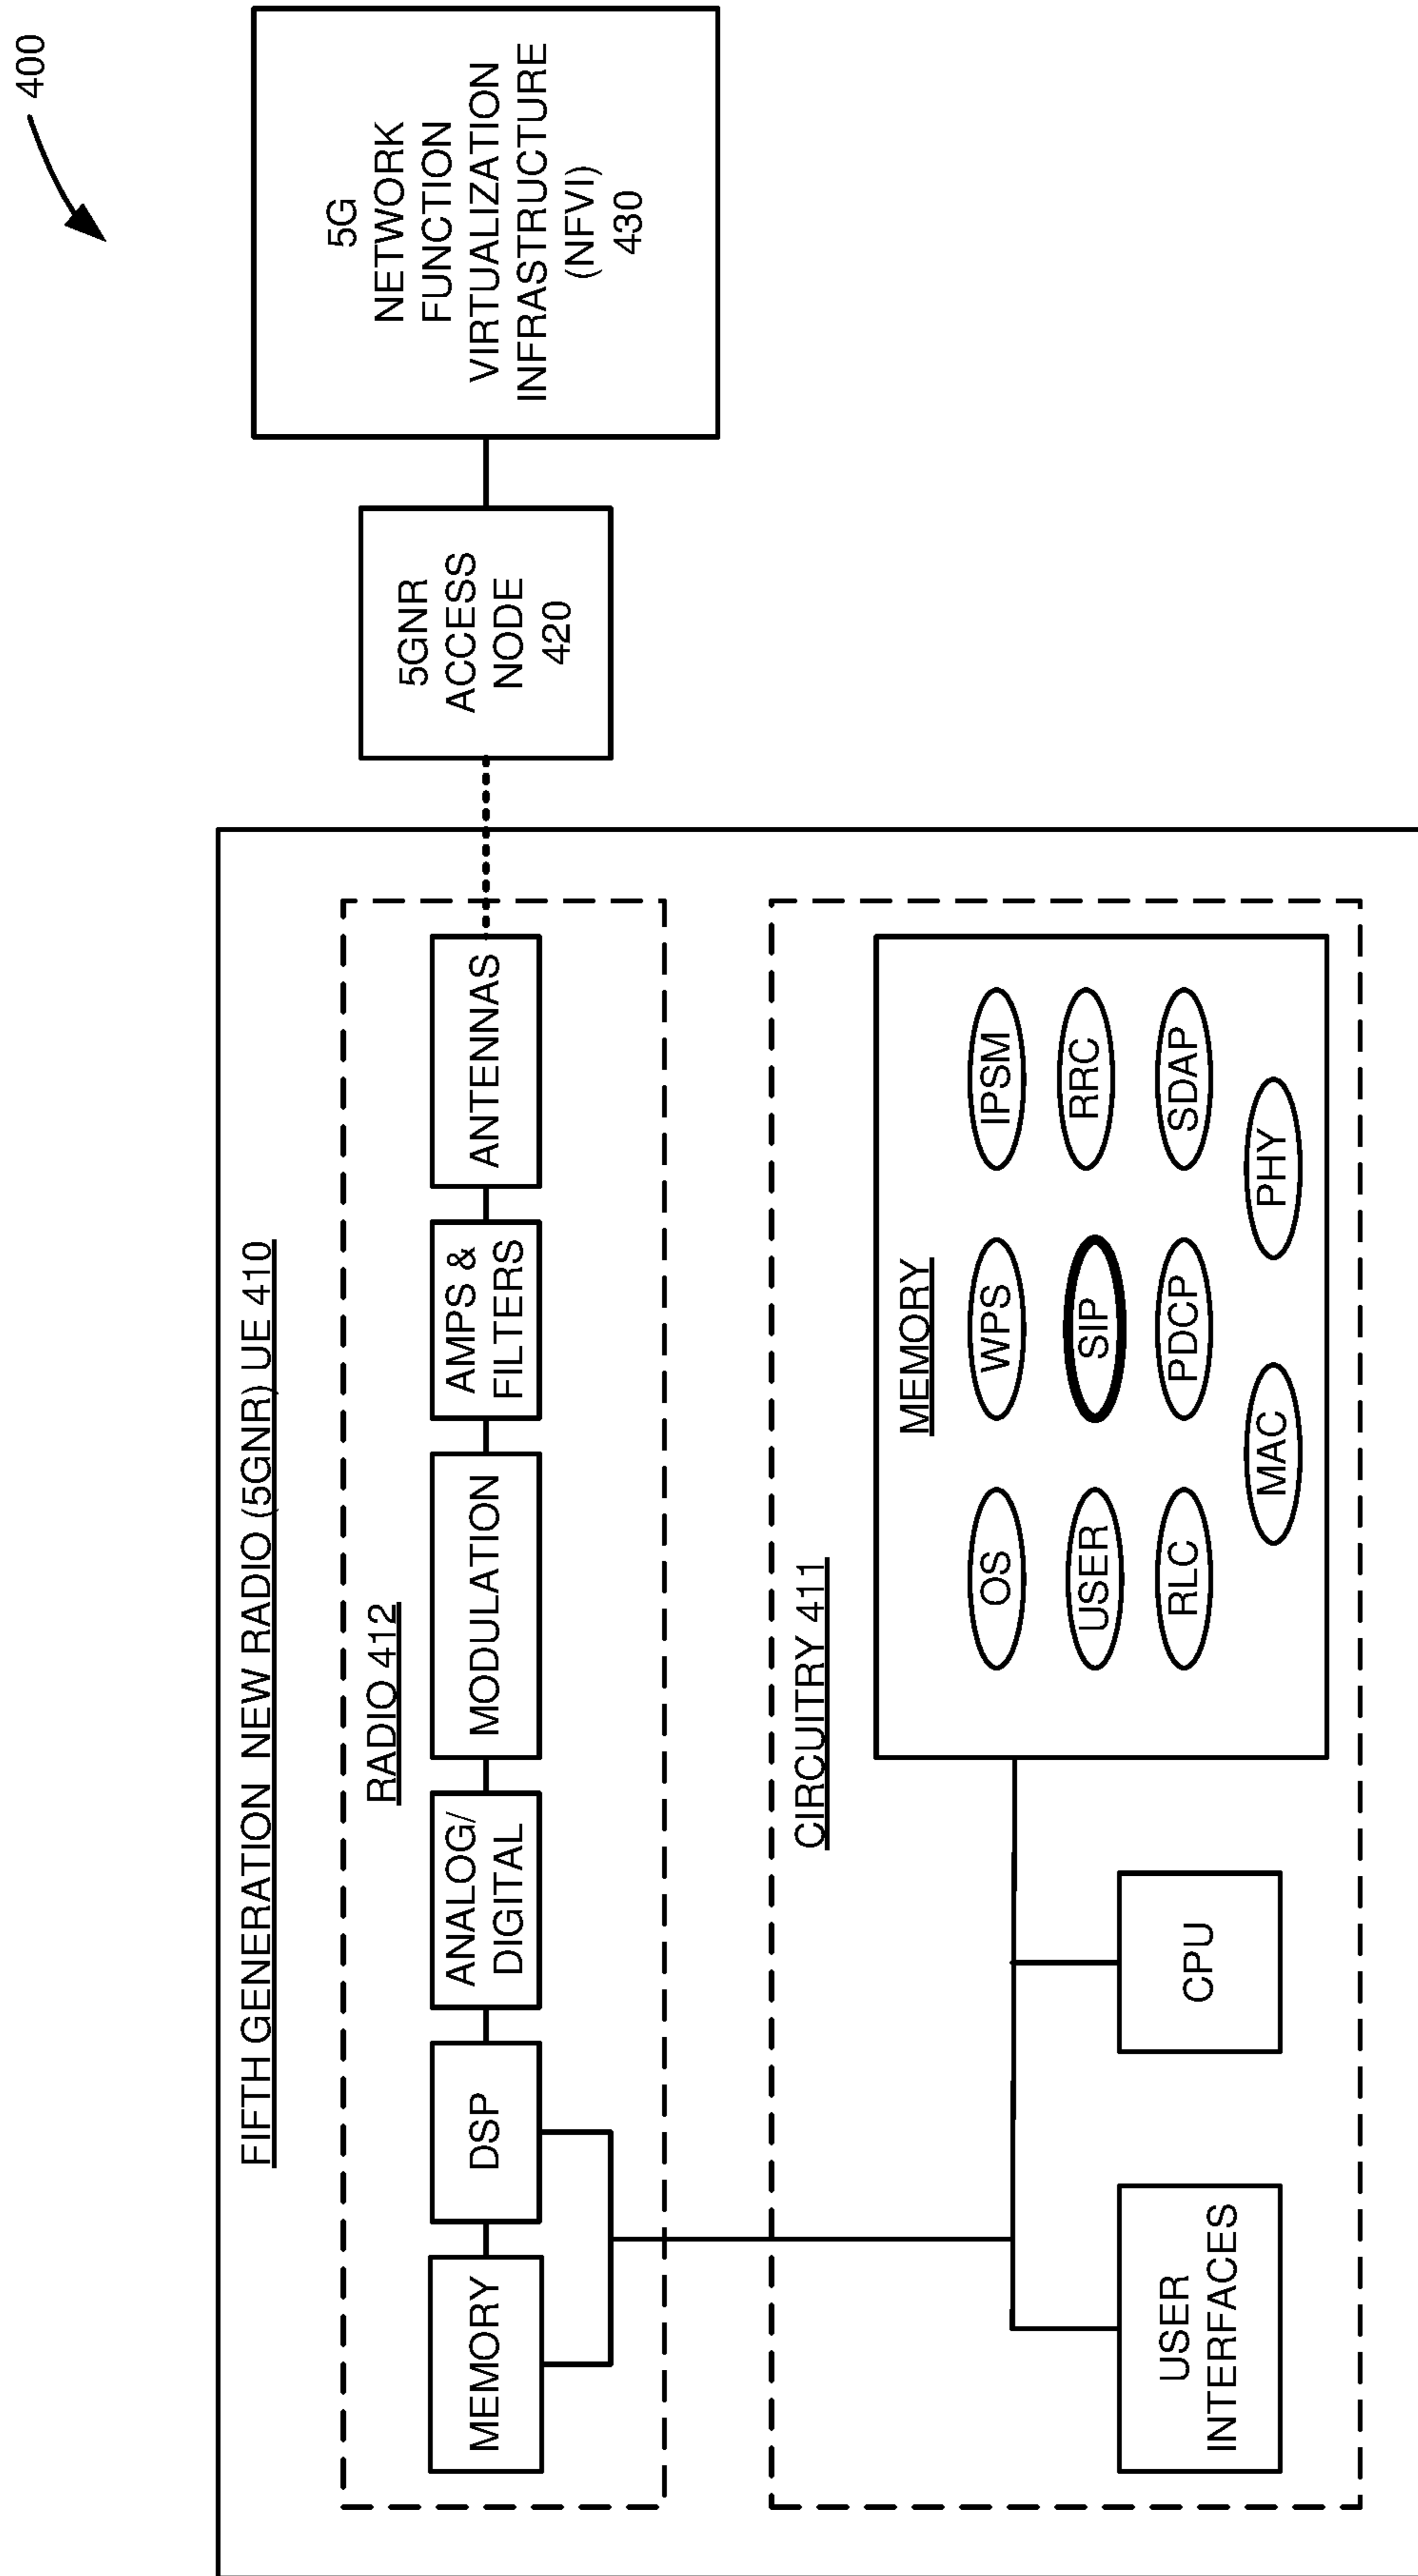 400
FIFTH GENERATION NEW RADIO (5GNR) UE 410
RADIO 412
MEMORY
DSP
ANALOG/
DIGITAL
MODULATION
AMPS &
FILTERS
ANTENNAS
5GNR
ACCESS
NODE
420
5G
NETWORK
FUNCTION
VIRTUALIZATION
INFRASTRUCTURE
(NFVI)
430
CIRCUITRY 411
USER
INTERFACES
CPU
MEMORY
OS
WPS
IPSM
USER
SIP
RRC
RLC
PDCP
SDAP
MAC
PHY